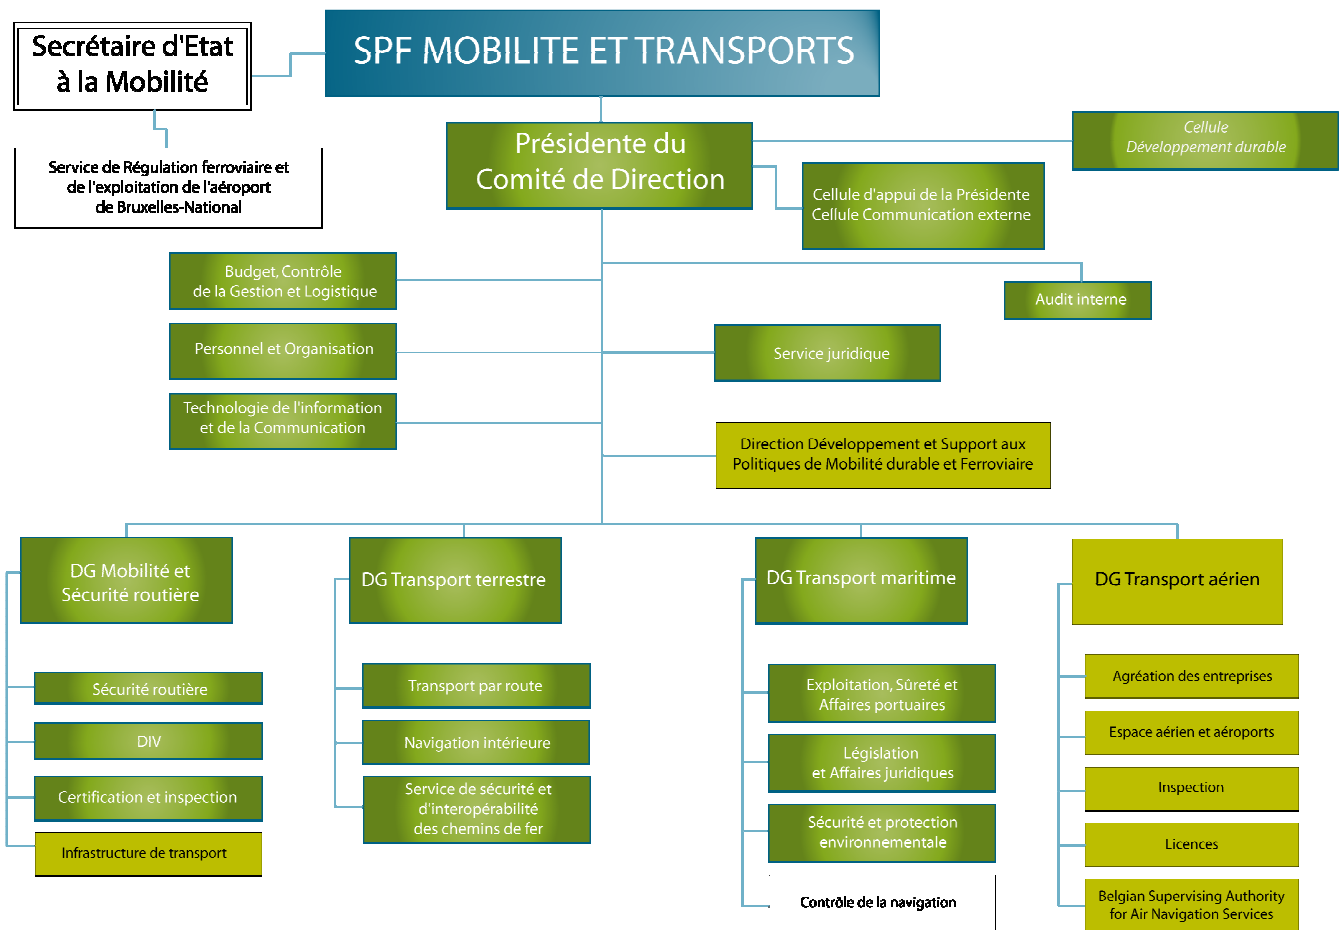 Secrétaire d'Etat
à la Mobilité
SPF MOBILITE ET TRANSPORTS
Service de Régulation ferroviaire et
de l'exploitation de l'aéroport
de Bruxelles-National
Présidente du
Comité de Direction
Cellule
Développement durable
Cellule d'appui de la Présidente
Cellule Communication externe
Budget, Contrôle
de la Gestion et Logistique
Audit interne
Personnel et Organisation
Service juridique
Technologie de l'information
et de la Communication
Direction Développement et Support aux
Politiques de Mobilité durable et Ferroviaire
DG Mobilité et
Sécurité routière
Sécurité routière
DIV
Certification et inspection
Infrastructure de transport
DG Transport terrestre
Transport par route
Navigation intérieure
Service de sécurité et
d'interopérabilité
des chemins de fer
DG Transport maritime
Exploitation, Sûreté et
Affaires portuaires
Législation
et Affaires juridiques
Sécurité et protection
environnementale
Contrôle de la navigation
DG Transport aérien
Agréation des entreprises
Espace aérien et aéroports
Inspection
Licences
Belgian Supervising Authority
for Air Navigation Services